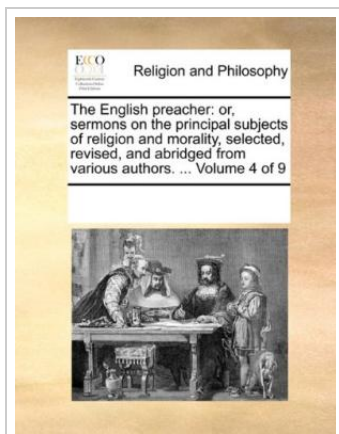 ECCO
Religion and Philosophy
The English preacher: or,
sermons on the principal subjects
of religion and morality, selected,
revised, and abridged from
various authors. ... Volume 4 of 9